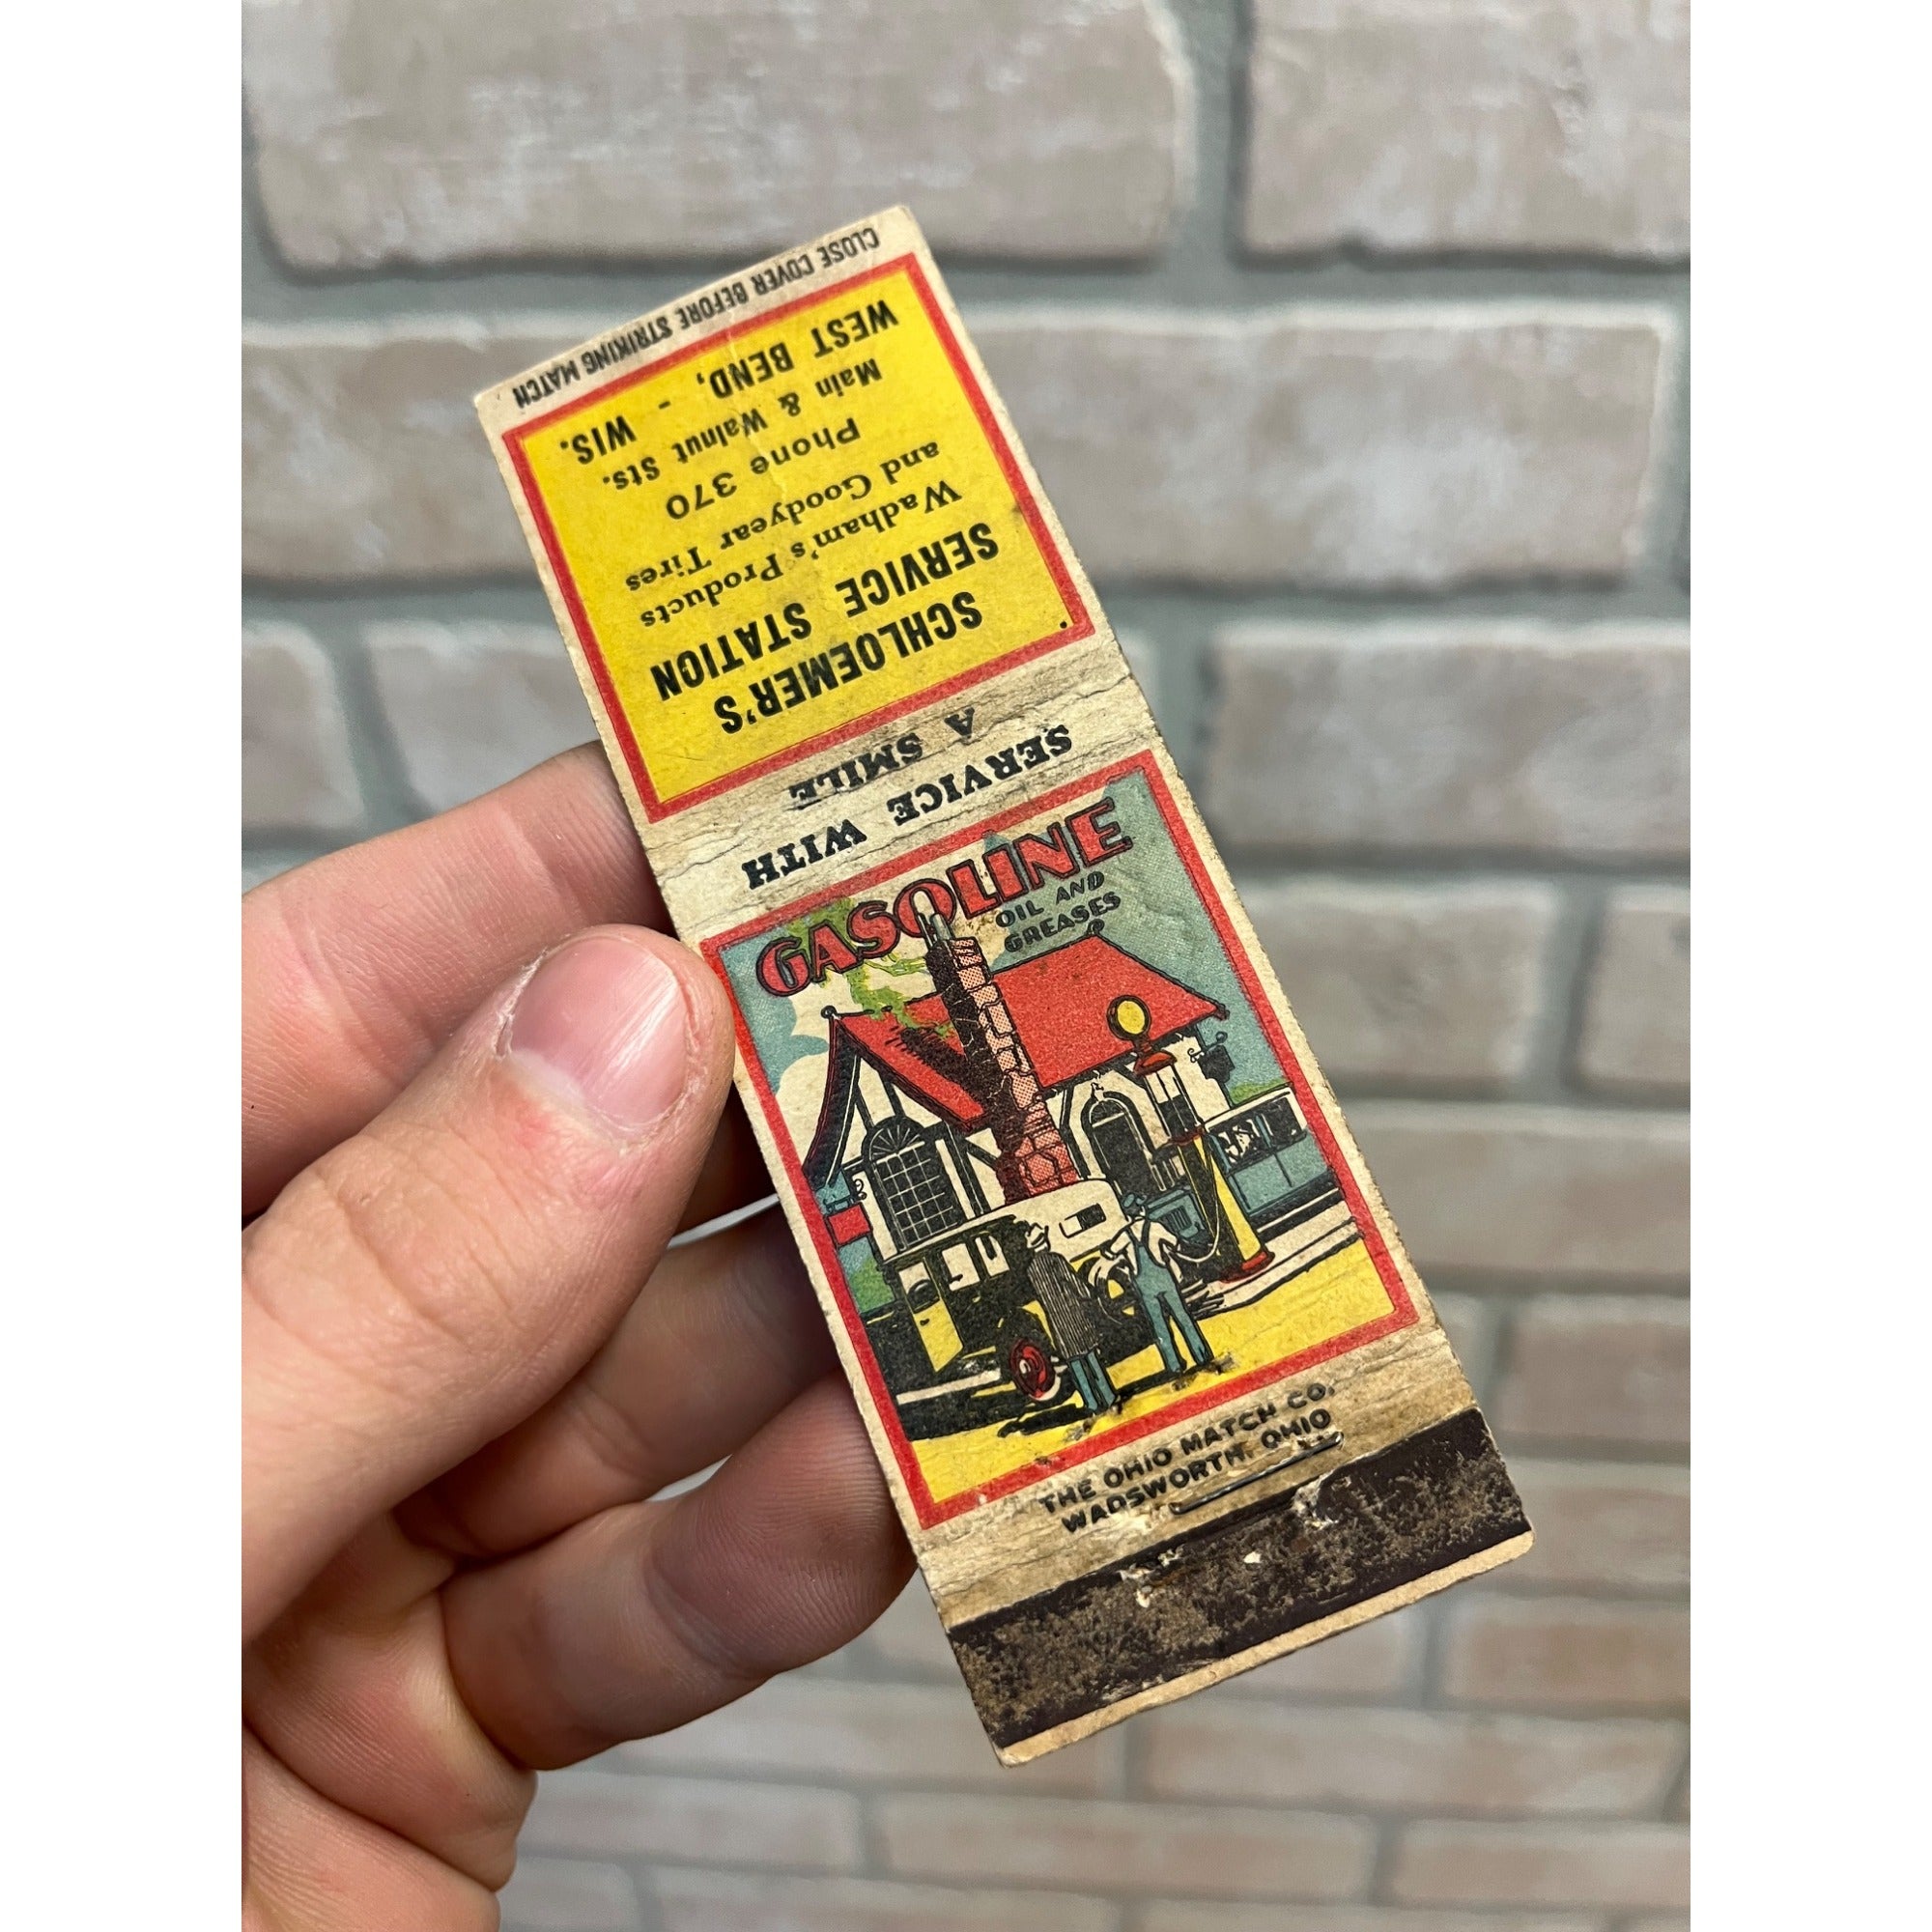 CLOSE COVER BEFORE STRIKING MATCH
SCHLOEMER'S
SERVICE STATION
Wadham's Products
and Goodyear Tires
Phone 370
Main & Walnut Sts.
WEST BEND, - WIS.
SERVICE WITH
A SMILE
GASOLINE
OIL AND
GREASES
THE OHIO MATCH CO.
WADSWORTH, OHIO